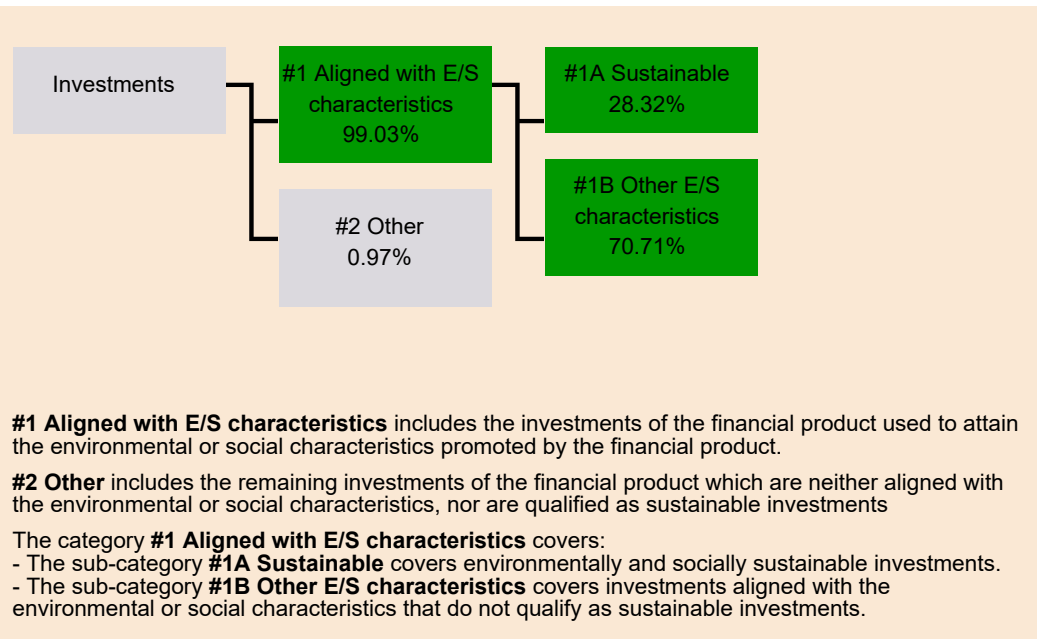 Investments
#1 Aligned with E/S
characteristics
99.03%
#1A Sustainable
28.32%
#1B Other E/S
characteristics
70.71%
#2 Other
0.97%
#1 Aligned with E/S characteristics includes the investments of the financial product used to attain
the environmental or social characteristics promoted by the financial product.
#2 Other includes the remaining investments of the financial product which are neither aligned with
the environmental or social characteristics, nor are qualified as sustainable investments
The category #1 Aligned with E/S characteristics covers:
- The sub-category #1A Sustainable covers environmentally and socially sustainable investments.
- The sub-category #1B Other E/S characteristics covers investments aligned with the
environmental or social characteristics that do not qualify as sustainable investments.